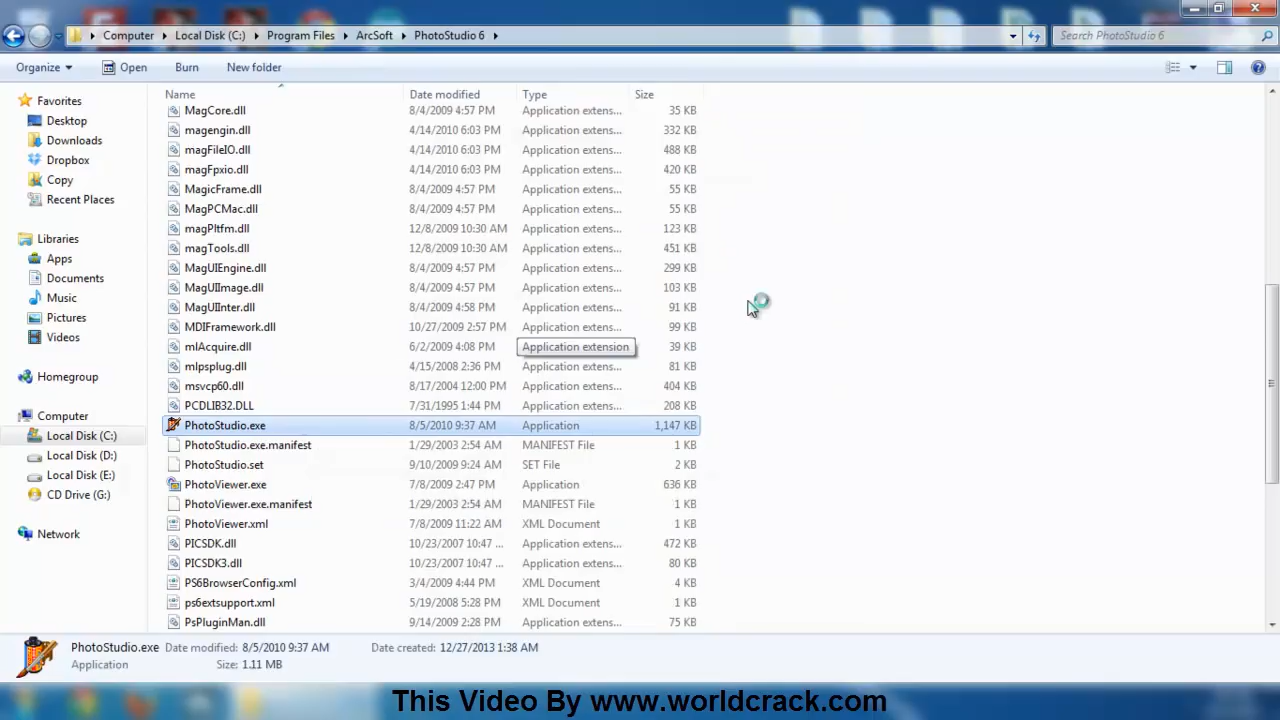 Computer Local Disk (C:) Program Files ArcSoft PhotoStudio 6 Search PhotoStudio 6
Organize Open Burn New folder
Favorites
Desktop
Downloads
Dropbox
Copy
Recent Places
Libraries
Apps
Documents
Music
Pictures
Videos
Homegroup
Computer
Local Disk (C:)
Local Disk (D:)
Local Disk (E:)
CD Drive (G:)
Network
Name Date modified Type Size
MagCore.dll 8/4/2009 4:57 PM Application extens... 35 KB
magengin.dll 4/14/2010 6:03 PM Application extens... 332 KB
magFileIO.dll 4/14/2010 6:03 PM Application extens... 488 KB
magFpxio.dll 4/14/2010 6:03 PM Application extens... 420 KB
MagicFrame.dll 8/4/2009 4:57 PM Application extens... 55 KB
MagPCMac.dll 8/4/2009 4:57 PM Application extens... 55 KB
magPltfm.dll 12/8/2009 10:30 AM Application extens... 123 KB
magTools.dll 12/8/2009 10:30 AM Application extens... 451 KB
MagUIEngine.dll 8/4/2009 4:57 PM Application extens... 299 KB
MagUIImage.dll 8/4/2009 4:57 PM Application extens... 103 KB
MagUIInter.dll 8/4/2009 4:58 PM Application extens... 91 KB
MDIFramework.dll 10/27/2009 2:57 PM Application extens... 99 KB
mlAcquire.dll 6/2/2009 4:08 PM Application extension 39 KB
mlpsplug.dll 4/15/2008 2:36 PM Application extens... 81 KB
msvcp60.dll 8/17/2004 12:00 PM Application extens... 404 KB
PCDLIB32.DLL 7/31/1995 1:44 PM Application extens... 208 KB
PhotoStudio.exe 8/5/2010 9:37 AM Application 1,147 KB
PhotoStudio.exe.manifest 1/29/2003 2:54 AM MANIFEST File 1 KB
PhotoStudio.set 9/10/2009 9:24 AM SET File 2 KB
PhotoViewer.exe 7/8/2009 2:47 PM Application 636 KB
PhotoViewer.exe.manifest 1/29/2003 2:54 AM MANIFEST File 1 KB
PhotoViewer.xml 7/8/2009 11:22 AM XML Document 1 KB
PICSDK.dll 10/23/2007 10:47 ... Application extens... 472 KB
PICSDK3.dll 10/23/2007 10:47 ... Application extens... 80 KB
PS6BrowserConfig.xml 3/4/2009 4:44 PM XML Document 4 KB
ps6extsupport.xml 5/19/2008 5:28 PM XML Document 1 KB
PsPluginMan.dll 9/14/2009 2:28 PM Application extens... 75 KB
PhotoStudio.exe Date modified: 8/5/2010 9:37 AM Date created: 12/27/2013 1:38 AM
Application Size: 1.11 MB
This Video By www.worldcrack.com